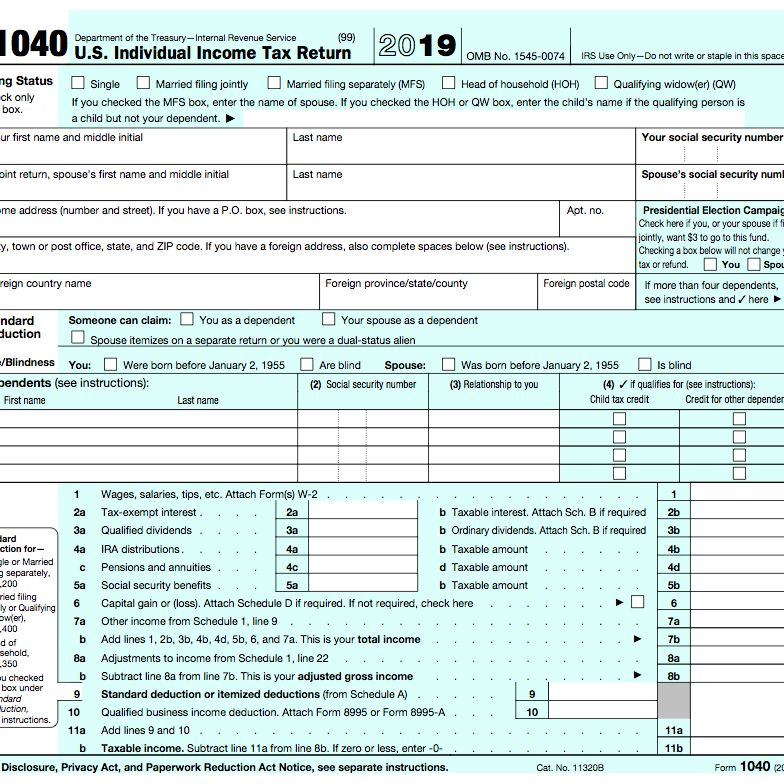 1040 Department of the Treasury—Internal Revenue Service (99)
U.S. Individual Income Tax Return 2019 OMB No. 1545-0074 IRS Use Only—Do not write or staple in this space
ng Status
Single Married filing jointly Married filing separately (MFS) Head of household (HOH) Qualifying widow(er) (QW)
ck only
box.
If you checked the MFS box, enter the name of spouse. If you checked the HOH or QW box, enter the child's name if the qualifying person is
a child but not your dependent. ▶
ur first name and middle initial Last name Your social security number
oint return, spouse's first name and middle initial Last name Spouse's social security num
ome address (number and street). If you have a P.O. box, see instructions. Apt. no.
Presidential Election Campaig
Check here if you, or your spouse if fi
jointly, want $3 to go to this fund.
Checking a box below will not change y
tax or refund. You Spou
y, town or post office, state, and ZIP code. If you have a foreign address, also complete spaces below (see instructions).
reign country name Foreign province/state/county Foreign postal code
If more than four dependents,
see instructions and ✓ here ▶
ndard
duction
Someone can claim: You as a dependent Your spouse as a dependent
Spouse itemizes on a separate return or you were a dual-status alien
e/Blindness You: Were born before January 2, 1955 Are blind Spouse: Was born before January 2, 1955 Is blind
pendents (see instructions): (2) Social security number (3) Relationship to you (4) ✓ if qualifies for (see instructions):
First name Last name Child tax credit Credit for other depender
1 Wages, salaries, tips, etc. Attach Form(s) W-2 . . . . . . . . . . . . . . . . . . 1
2a Tax-exempt interest . . . . 2a b Taxable interest. Attach Sch. B if required 2b
3a Qualified dividends . . . . 3a b Ordinary dividends. Attach Sch. B if required 3b
4a IRA distributions . . . . . 4a b Taxable amount . . . . . . 4b
c Pensions and annuities . . . 4c d Taxable amount . . . . . . 4d
5a Social security benefits . . . 5a b Taxable amount . . . . . . 5b
6 Capital gain or (loss). Attach Schedule D if required. If not required, check here . . . . . . . ▶ 6
7a Other income from Schedule 1, line 9 . . . . . . . . . . . . . . . . . . . . 7a
b Add lines 1, 2b, 3b, 4b, 4d, 5b, 6, and 7a. This is your total income . . . . . . . . . . ▶ 7b
8a Adjustments to income from Schedule 1, line 22 . . . . . . . . . . . . . . . . . 8a
b Subtract line 8a from line 7b. This is your adjusted gross income . . . . . . . . . . . ▶ 8b
9 Standard deduction or itemized deductions (from Schedule A) . . . . . 9
10 Qualified business income deduction. Attach Form 8995 or Form 8995-A . . . . 10
11a Add lines 9 and 10 . . . . . . . . . . . . . . . . . . . . . . . . . 11a
b Taxable income. Subtract line 11a from line 8b. If zero or less, enter -0- . . . . . . . . . . 11b
dard
ction for—
gle or Married
g separately,
,200
ried filing
ly or Qualifying
ow(er),
,400
d of
sehold,
,350
u checked
box under
ndard
uction,
instructions.
Disclosure, Privacy Act, and Paperwork Reduction Act Notice, see separate instructions. Cat. No. 11320B Form 1040 (20